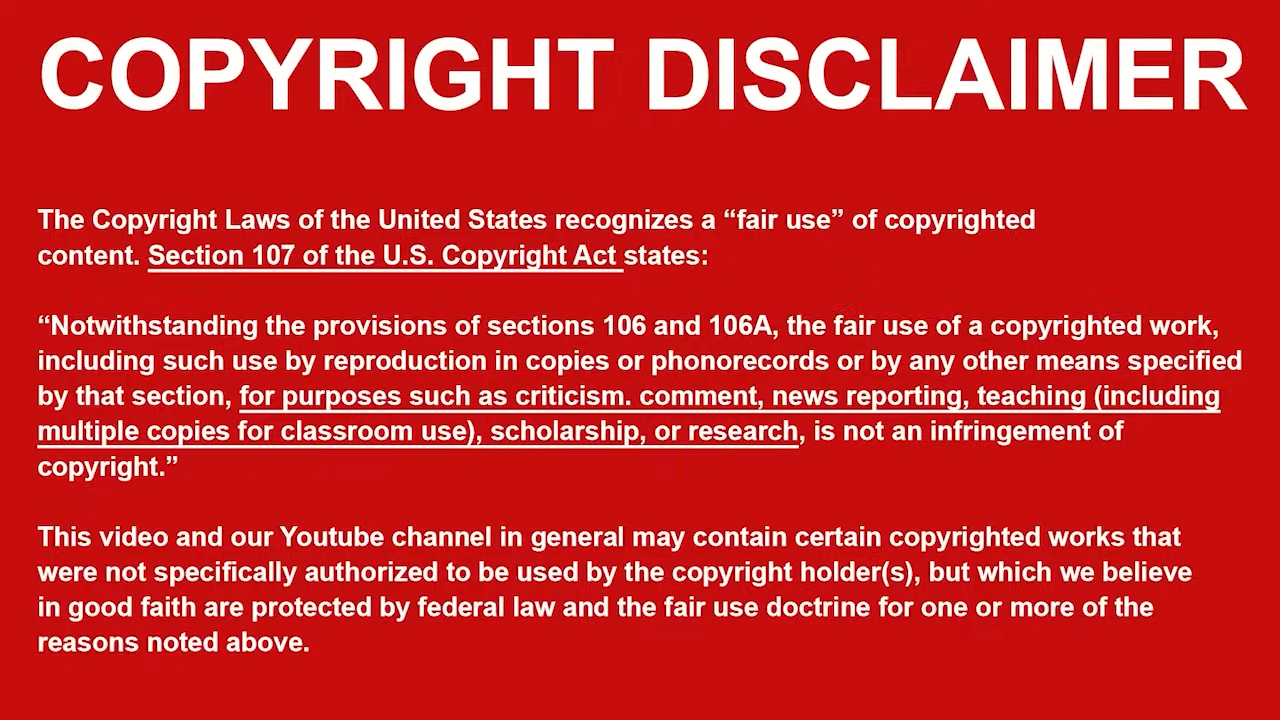 COPYRIGHT DISCLAIMER
The Copyright Laws of the United States recognizes a “fair use” of copyrighted
content. Section 107 of the U.S. Copyright Act states:
“Notwithstanding the provisions of sections 106 and 106A, the fair use of a copyrighted work,
including such use by reproduction in copies or phonorecords or by any other means specified
by that section, for purposes such as criticism. comment, news reporting, teaching (including
multiple copies for classroom use), scholarship, or research, is not an infringement of
copyright.”
This video and our Youtube channel in general may contain certain copyrighted works that
were not specifically authorized to be used by the copyright holder(s), but which we believe
in good faith are protected by federal law and the fair use doctrine for one or more of the
reasons noted above.